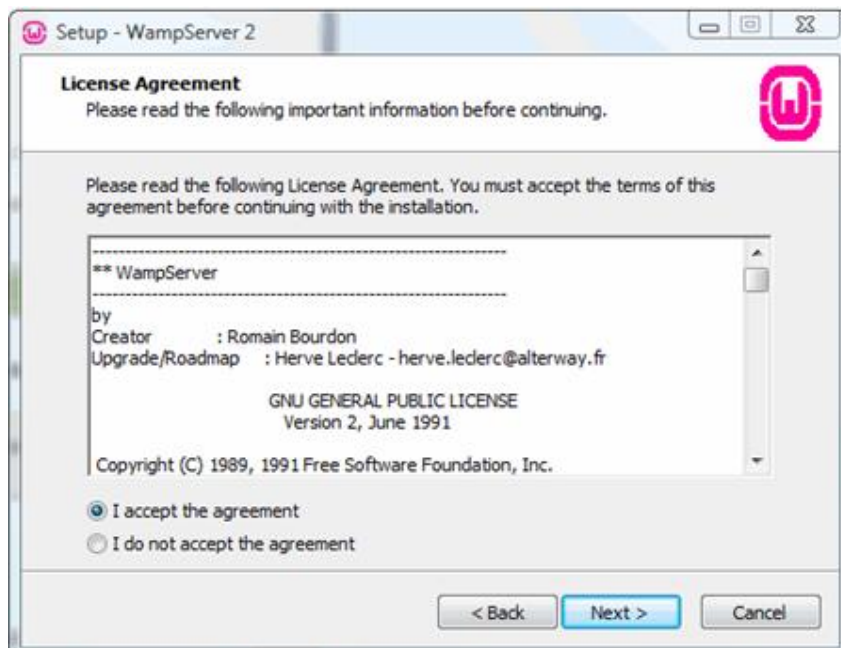 Setup - WampServer 2
License Agreement
Please read the following important information before continuing.
Please read the following License Agreement. You must accept the terms of this
agreement before continuing with the installation.
----------------------------------------------------------------
** WampServer
----------------------------------------------------------------
by
Creator : Romain Bourdon
Upgrade/Roadmap : Herve Leclerc - herve.leclerc@alterway.fr
GNU GENERAL PUBLIC LICENSE
Version 2, June 1991
Copyright (C) 1989, 1991 Free Software Foundation, Inc.
I accept the agreement
I do not accept the agreement
< Back Next > Cancel